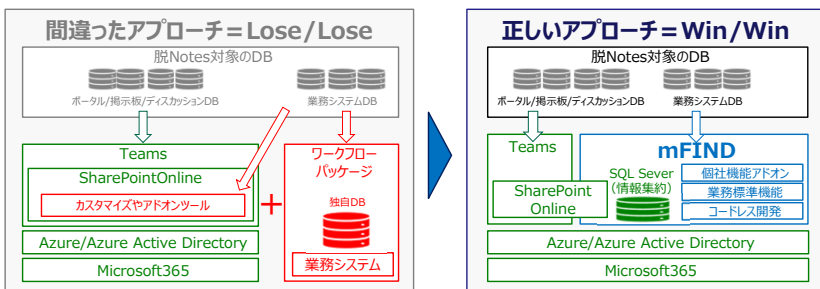 間違ったアプローチ＝Lose/Lose
脱Notes対象のDB
ポータル/掲示板/ディスカッションDB
業務システムDB
Teams
SharePointOnline
カスタマイズやアドオンツール
+
ワークフロー
パッケージ
独自DB
業務システム
Azure/Azure Active Directory
Microsoft365
正しいアプローチ＝Win/Win
脱Notes対象のDB
ポータル/掲示板/ディスカッションDB
業務システムDB
Teams
SharePoint
Online
mFIND
SQL Sever
（情報集約）
個社機能アドオン
業務標準機能
コードレス開発
Azure/Azure Active Directory
Microsoft365